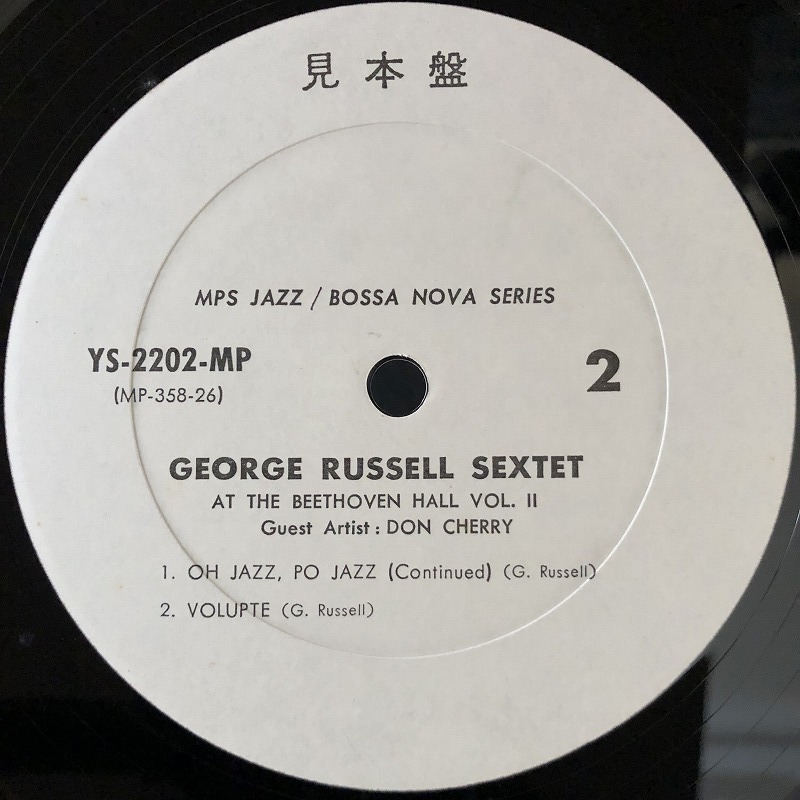 見本盤
MPS JAZZ / BOSSA NOVA SERIES
YS-2202-MP
(MP-358-26)
2
GEORGE RUSSELL SEXTET
AT THE BEETHOVEN HALL VOL. II
Guest Artist : DON CHERRY
1. OH JAZZ, PO JAZZ (Continued) (G. Russell)
2. VOLUPTE (G. Russell)